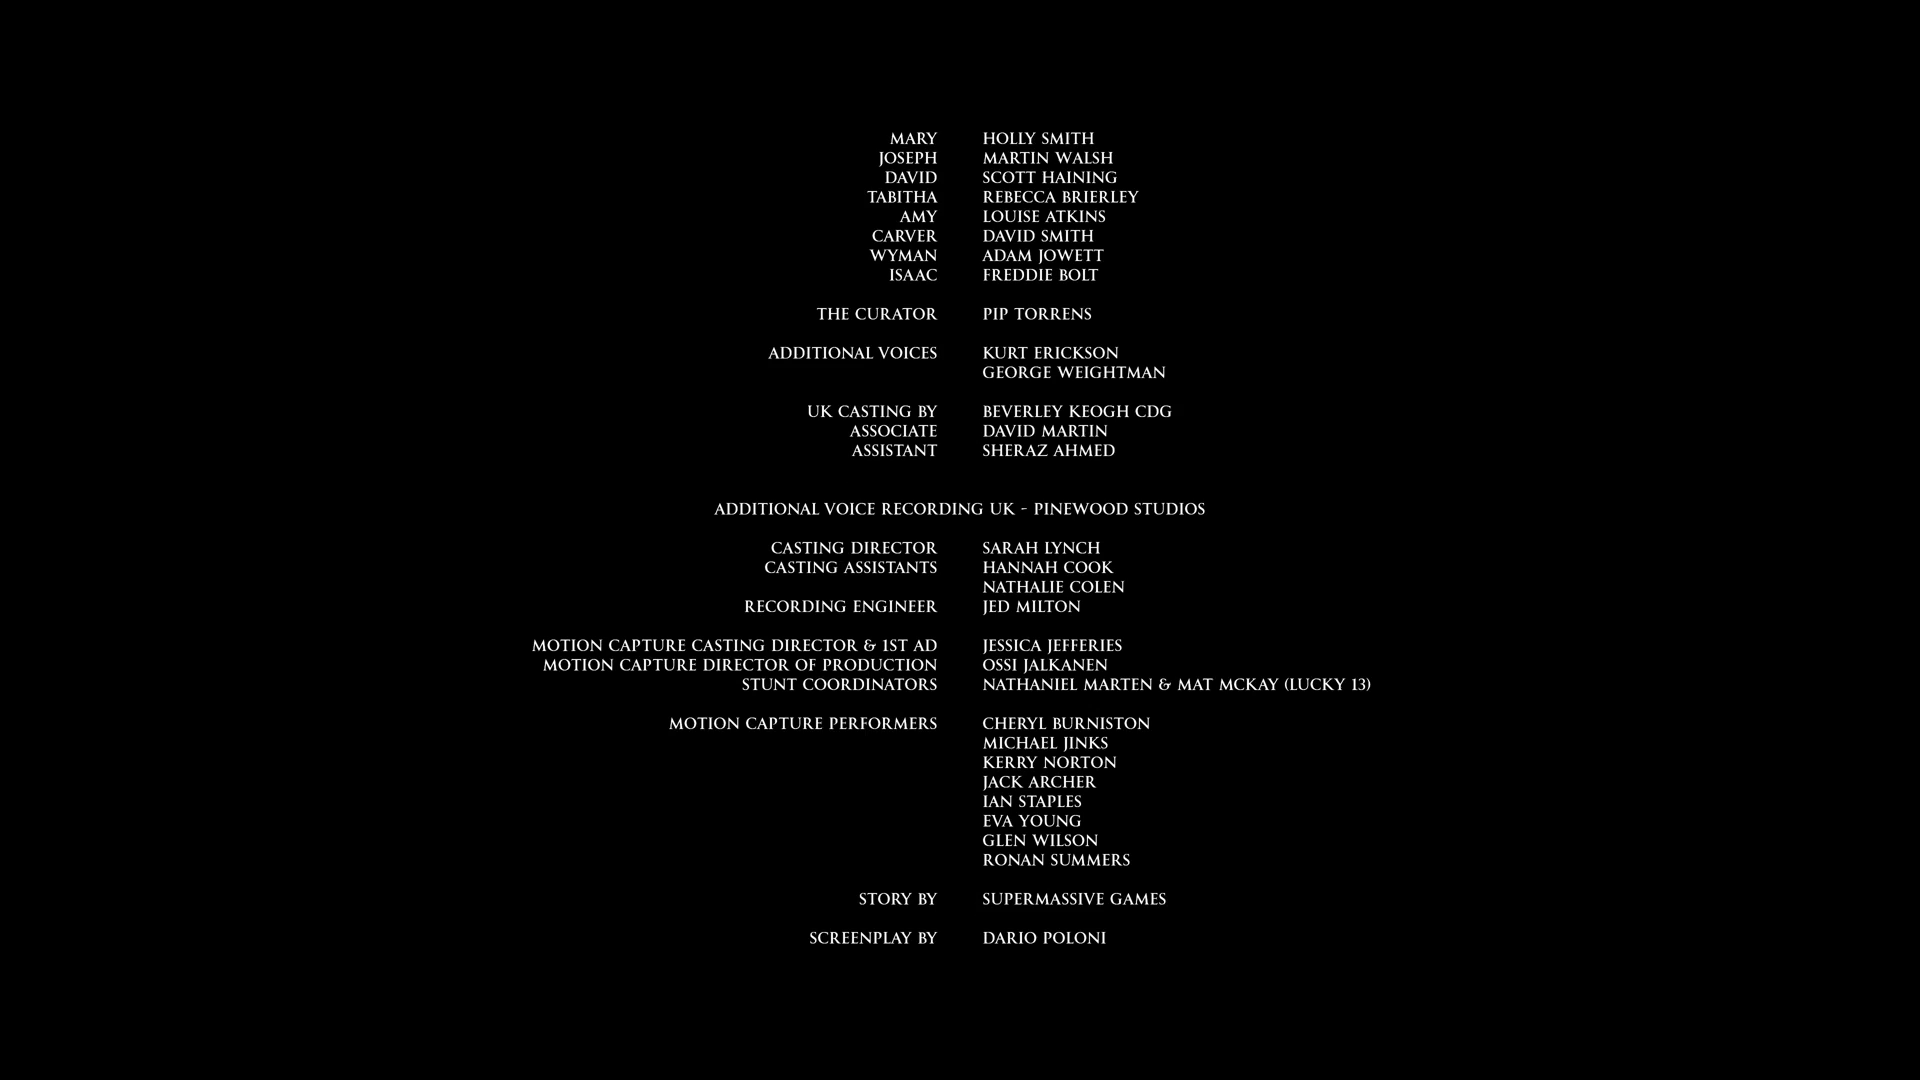 MARY HOLLY SMITH
JOSEPH MARTIN WALSH
DAVID SCOTT HAINING
TABITHA REBECCA BRIERLEY
AMY LOUISE ATKINS
CARVER DAVID SMITH
WYMAN ADAM JOWETT
ISAAC FREDDIE BOLT
THE CURATOR PIP TORRENS
ADDITIONAL VOICES KURT ERICKSON
GEORGE WEIGHTMAN
UK CASTING BY BEVERLEY KEOGH CDG
ASSOCIATE DAVID MARTIN
ASSISTANT SHERAZ AHMED
ADDITIONAL VOICE RECORDING UK - PINEWOOD STUDIOS
CASTING DIRECTOR SARAH LYNCH
CASTING ASSISTANTS HANNAH COOK
NATHALIE COLEN
RECORDING ENGINEER JED MILTON
MOTION CAPTURE CASTING DIRECTOR & 1ST AD JESSICA JEFFERIES
MOTION CAPTURE DIRECTOR OF PRODUCTION OSSI JALKANEN
STUNT COORDINATORS NATHANIEL MARTEN & MAT MCKAY (LUCKY 13)
MOTION CAPTURE PERFORMERS CHERYL BURNISTON
MICHAEL JINKS
KERRY NORTON
JACK ARCHER
IAN STAPLES
EVA YOUNG
GLEN WILSON
RONAN SUMMERS
STORY BY SUPERMASSIVE GAMES
SCREENPLAY BY DARIO POLONI